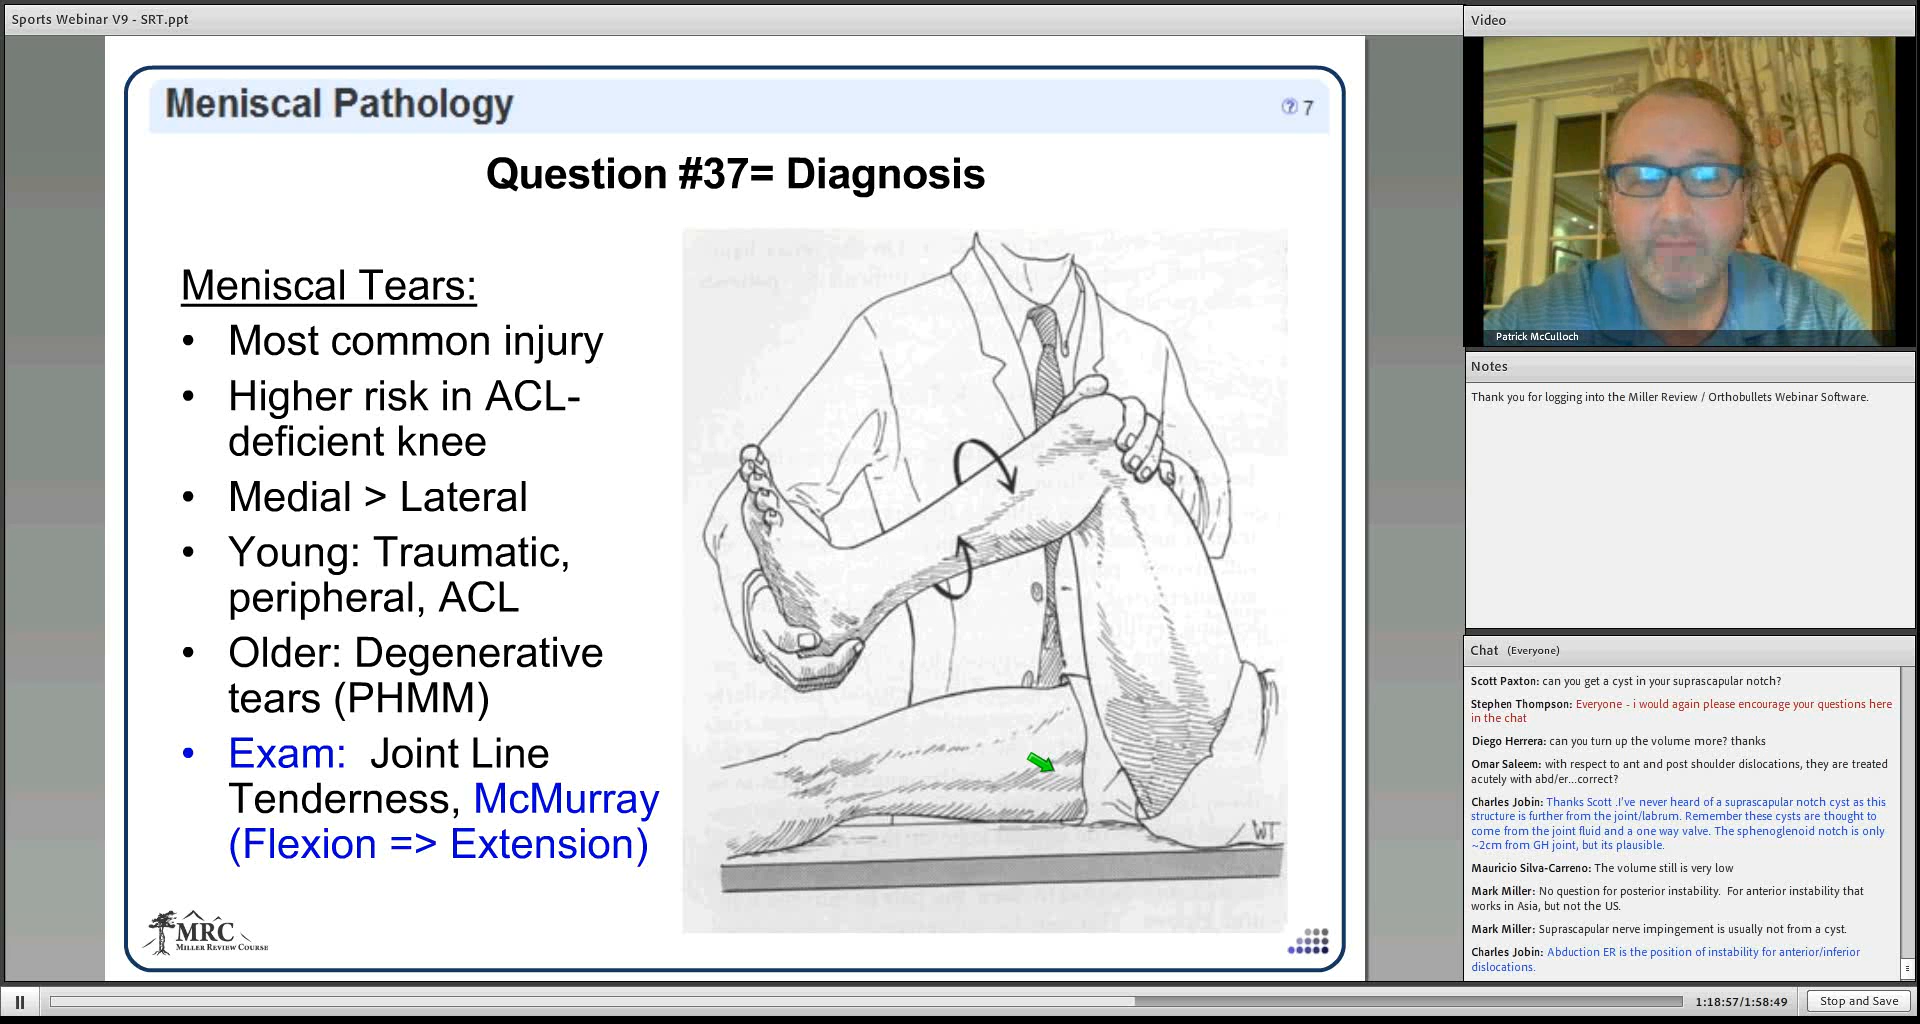 Sports Webinar V9 - SRT.ppt
Meniscal Pathology
7
Question #37= Diagnosis
Meniscal Tears:
• Most common injury
• Higher risk in ACL-
deficient knee
• Medial > Lateral
• Young: Traumatic,
peripheral, ACL
• Older: Degenerative
tears (PHMM)
• Exam: Joint Line
Tenderness, McMurray
(Flexion => Extension)
WT
MRC
MILLER REVIEW COURSE
Video
Patrick McCulloch
Notes
Thank you for logging into the Miller Review / Orthobullets Webinar Software.
Chat (Everyone)
Scott Paxton: can you get a cyst in your suprascapular notch?
Stephen Thompson: Everyone - i would again please encourage your questions here
in the chat
Diego Herrera: can you turn up the volume more? thanks
Omar Saleem: with respect to ant and post shoulder dislocations, they are treated
acutely with abd/er...correct?
Charles Jobin: Thanks Scott .I've never heard of a suprascapular notch cyst as this
structure is further from the joint/labrum. Remember these cysts are thought to
come from the joint fluid and a one way valve. The sphenoglenoid notch is only
~2cm from GH joint, but its plausible.
Mauricio Silva-Carreno: The volume still is very low
Mark Miller: No question for posterior instability. For anterior instability that
works in Asia, but not the US.
Mark Miller: Suprascapular nerve impingement is usually not from a cyst.
Charles Jobin: Abduction ER is the position of instability for anterior/inferior
dislocations.
1:18:57/1:58:49
Stop and Save